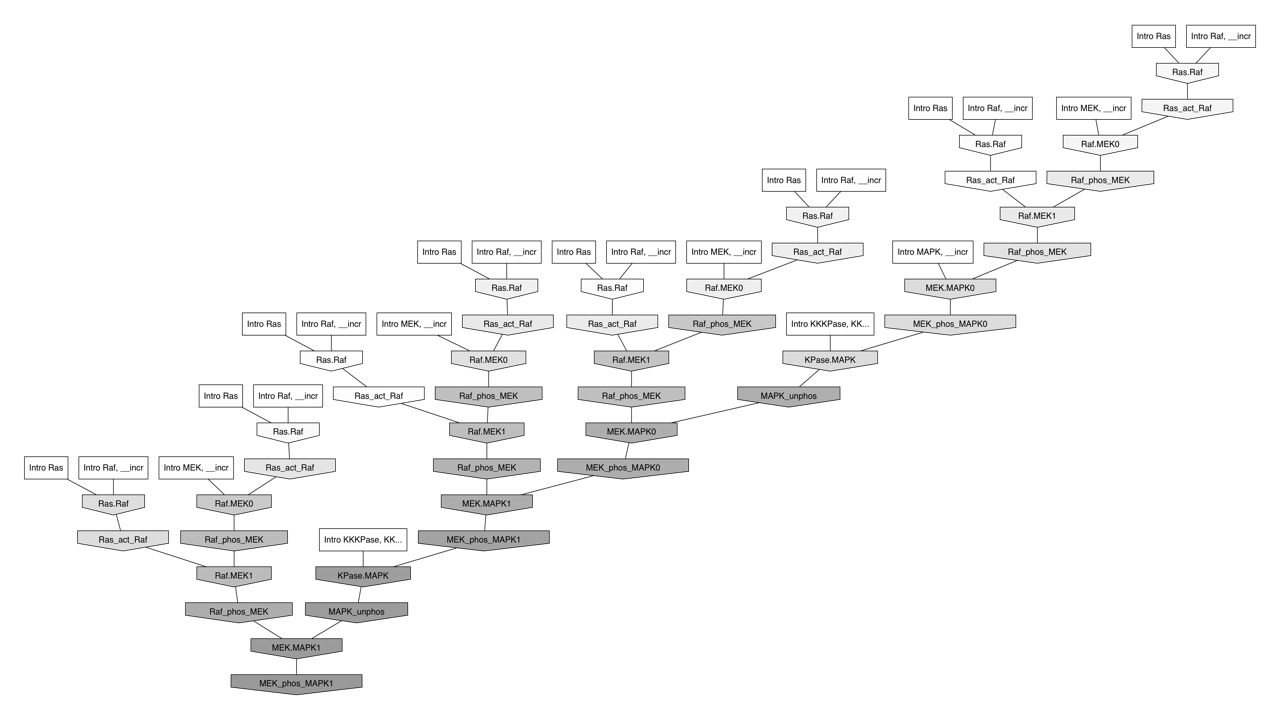 Intro Ras
Intro Raf, __incr
Ras.Raf
Intro Ras
Intro Raf, __incr
Intro MEK, __incr
Ras_act_Raf
Ras.Raf
Raf.MEK0
Intro Ras
Intro Raf, __incr
Ras_act_Raf
Raf_phos_MEK
Ras.Raf
Raf.MEK1
Intro Ras
Intro Raf, __incr
Intro Ras
Intro Raf, __incr
Intro MEK, __incr
Ras_act_Raf
Intro MAPK, __incr
Raf_phos_MEK
Ras.Raf
Ras.Raf
Raf.MEK0
MEK.MAPK0
Intro Ras
Intro Raf, __incr
Intro MEK, __incr
Ras_act_Raf
Ras_act_Raf
Raf_phos_MEK
Intro KKKPase, KK...
MEK_phos_MAPK0
Ras.Raf
Raf.MEK0
Raf.MEK1
KPase.MAPK
Intro Ras
Intro Raf, __incr
Ras_act_Raf
Raf_phos_MEK
Raf_phos_MEK
MAPK_unphos
Ras.Raf
Raf.MEK1
MEK.MAPK0
Intro Ras
Intro Raf, __incr
Intro MEK, __incr
Ras_act_Raf
Raf_phos_MEK
MEK_phos_MAPK0
Ras.Raf
Raf.MEK0
MEK.MAPK1
Ras_act_Raf
Raf_phos_MEK
Intro KKKPase, KK...
MEK_phos_MAPK1
Raf.MEK1
KPase.MAPK
Raf_phos_MEK
MAPK_unphos
MEK.MAPK1
MEK_phos_MAPK1